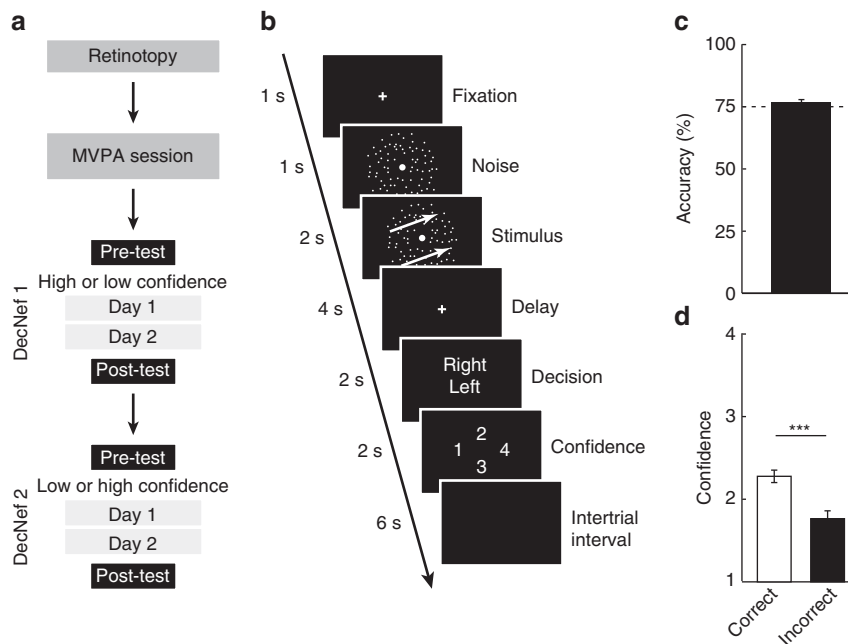 a
Retinotopy
MVPA session
DecNef 1
Pre-test
High or low confidence
Day 1
Day 2
Post-test
DecNef 2
Pre-test
Low or high confidence
Day 1
Day 2
Post-test
b
1 s
Fixation
1 s
Noise
2 s
Stimulus
4 s
Delay
2 s
Right
Left
Decision
2 s
2
1 4
3
Confidence
6 s
Intertrial
interval
c
Accuracy (%)
100
75
50
25
0
d
Confidence
4
3
2
1
***
Correct
Incorrect